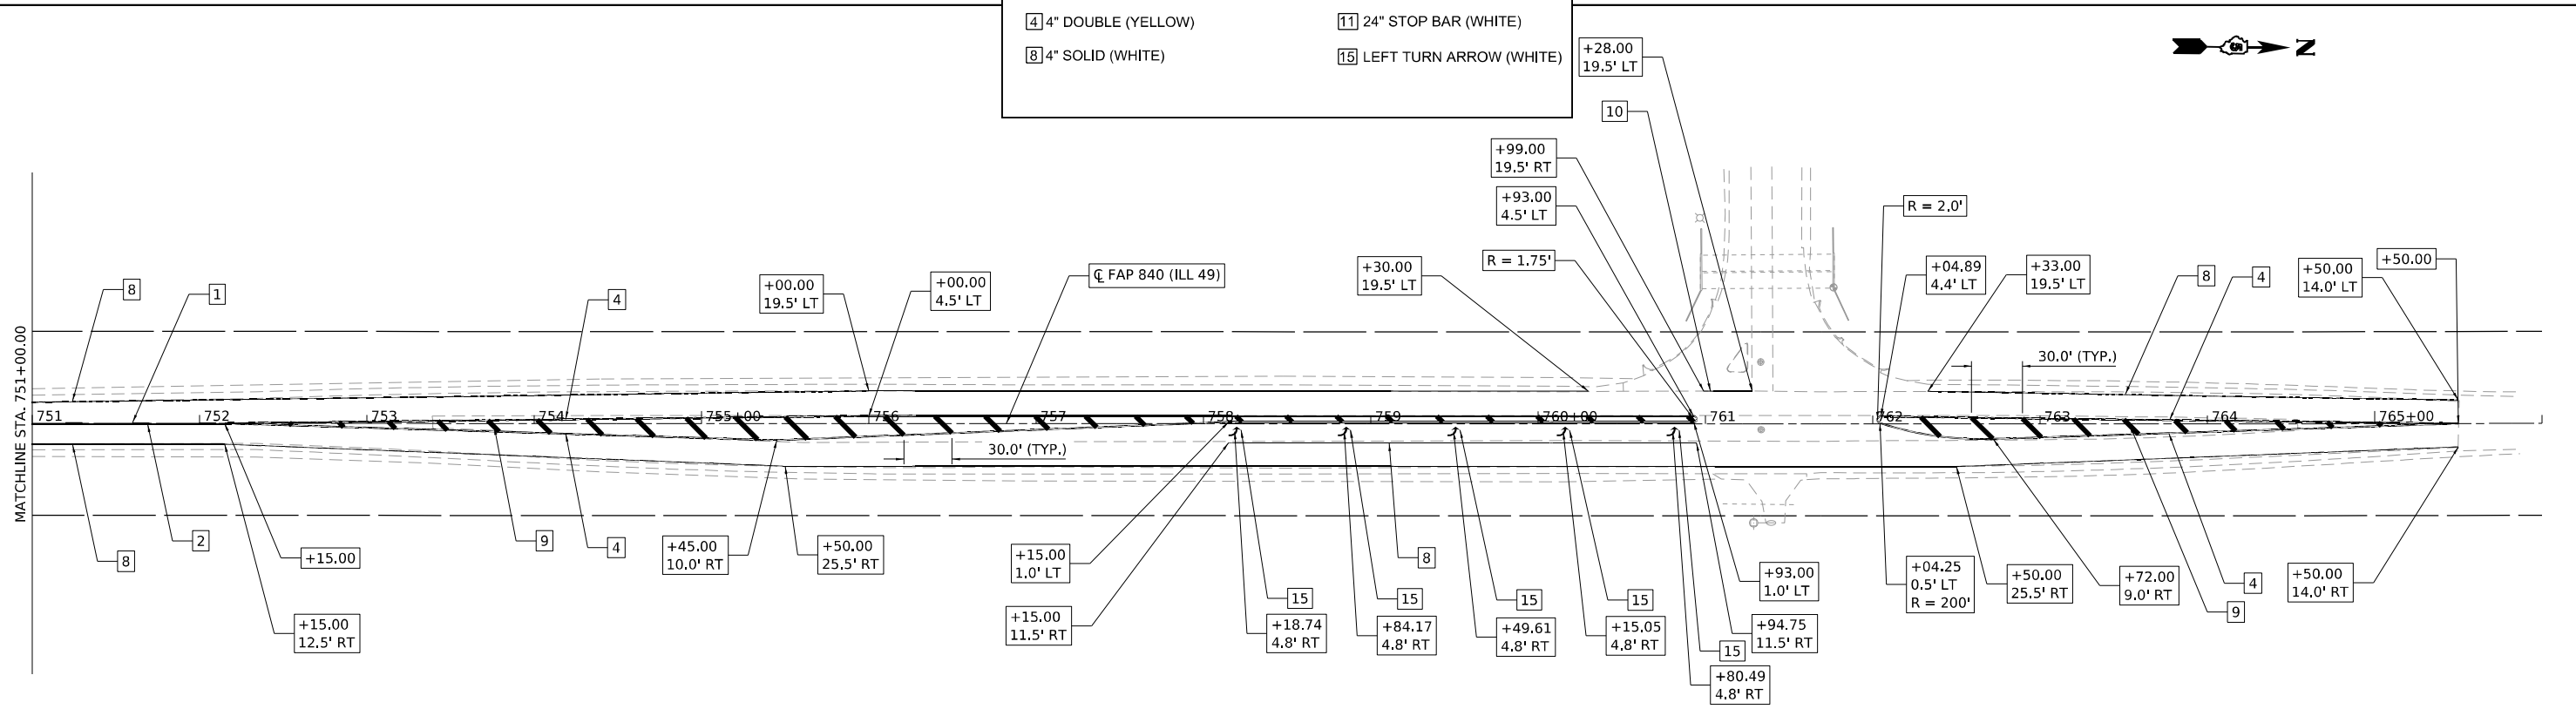 4 4" DOUBLE (YELLOW)
11 24" STOP BAR (WHITE)
8 4" SOLID (WHITE)
15 LEFT TURN ARROW (WHITE)
N
+28.00
19.5' LT
10
+99.00
19.5' RT
+93.00
4.5' LT
R = 1.75'
R = 2.0'
+04.89
4.4' LT
+33.00
19.5' LT
8
4
+50.00
14.0' LT
+50.00
8
1
4
+00.00
19.5' LT
+00.00
4.5' LT
℄ FAP 840 (ILL 49)
+30.00
19.5' LT
30.0' (TYP.)
MATCHLINE STA. 751+00.00
751
752
753
754
755+00
756
757
758
759
760+00
761
762
763
764
765+00
30.0' (TYP.)
8
2
+15.00
+15.00
12.5' RT
9
4
+45.00
10.0' RT
+50.00
25.5' RT
+15.00
1.0' LT
+15.00
11.5' RT
15
+18.74
4.8' RT
15
+84.17
4.8' RT
8
15
+49.61
4.8' RT
15
+15.05
4.8' RT
15
+80.49
4.8' RT
+94.75
11.5' RT
+93.00
1.0' LT
+04.25
0.5' LT
R = 200'
+50.00
25.5' RT
+72.00
9.0' RT
4
9
+50.00
14.0' RT